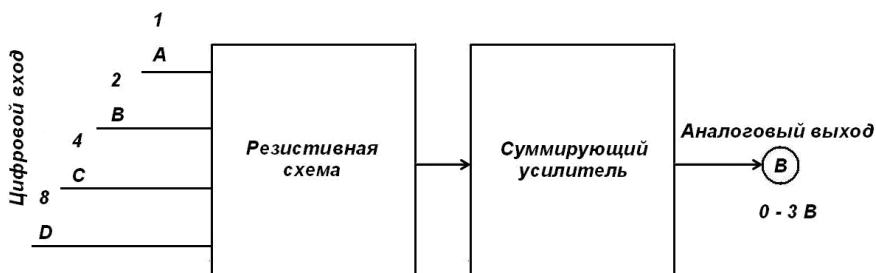 Цифровой вход
1
A
2
B
4
C
8
D
Резистивная
схема
Суммирующий
усилитель
Аналоговый выход
В
0 - 3 В